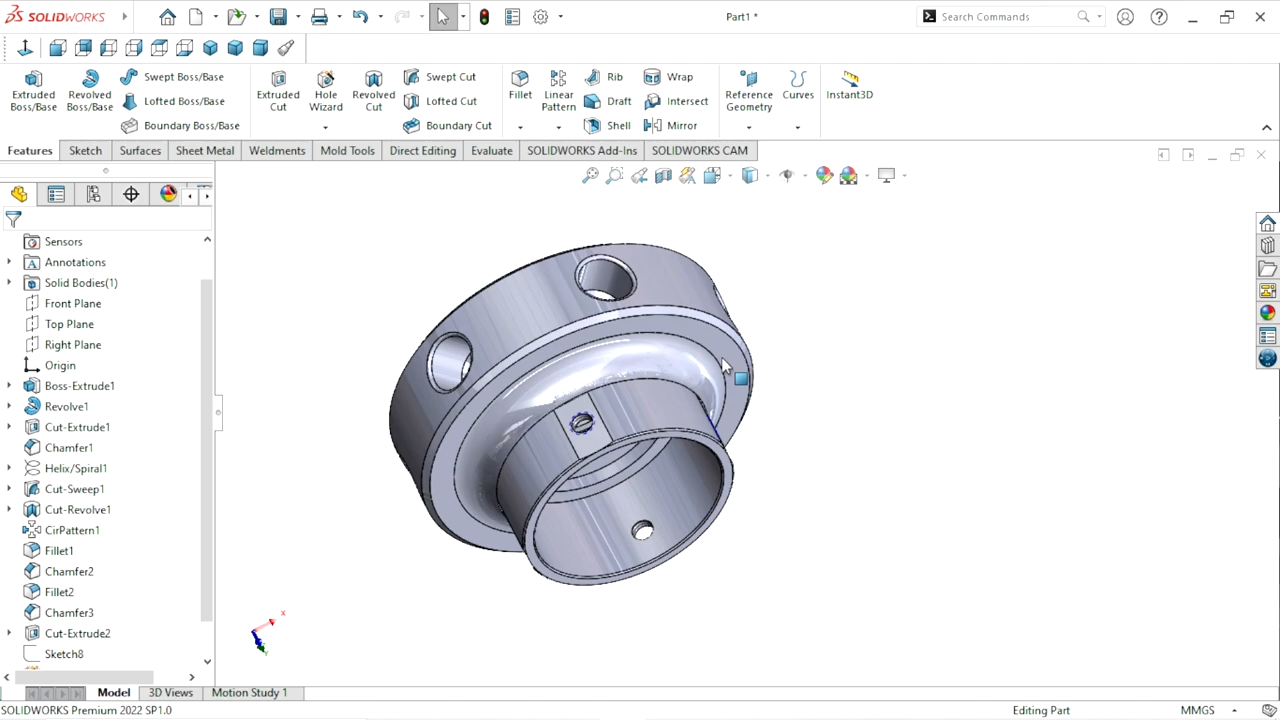 SOLIDWORKS
Part1 *
Search Commands
Extruded Boss/Base
Revolved Boss/Base
Swept Boss/Base
Lofted Boss/Base
Boundary Boss/Base
Extruded Cut
Hole Wizard
Revolved Cut
Swept Cut
Lofted Cut
Boundary Cut
Fillet
Linear Pattern
Rib
Draft
Shell
Wrap
Intersect
Mirror
Reference Geometry
Curves
Instant3D
Features Sketch Surfaces Sheet Metal Weldments Mold Tools Direct Editing Evaluate SOLIDWORKS Add-Ins SOLIDWORKS CAM
Sensors
Annotations
Solid Bodies(1)
Front Plane
Top Plane
Right Plane
Origin
Boss-Extrude1
Revolve1
Cut-Extrude1
Chamfer1
Helix/Spiral1
Cut-Sweep1
Cut-Revolve1
CirPattern1
Fillet1
Chamfer2
Fillet2
Chamfer3
Cut-Extrude2
Sketch8
X
Y
Model 3D Views Motion Study 1
SOLIDWORKS Premium 2022 SP1.0
Editing Part
MMGS